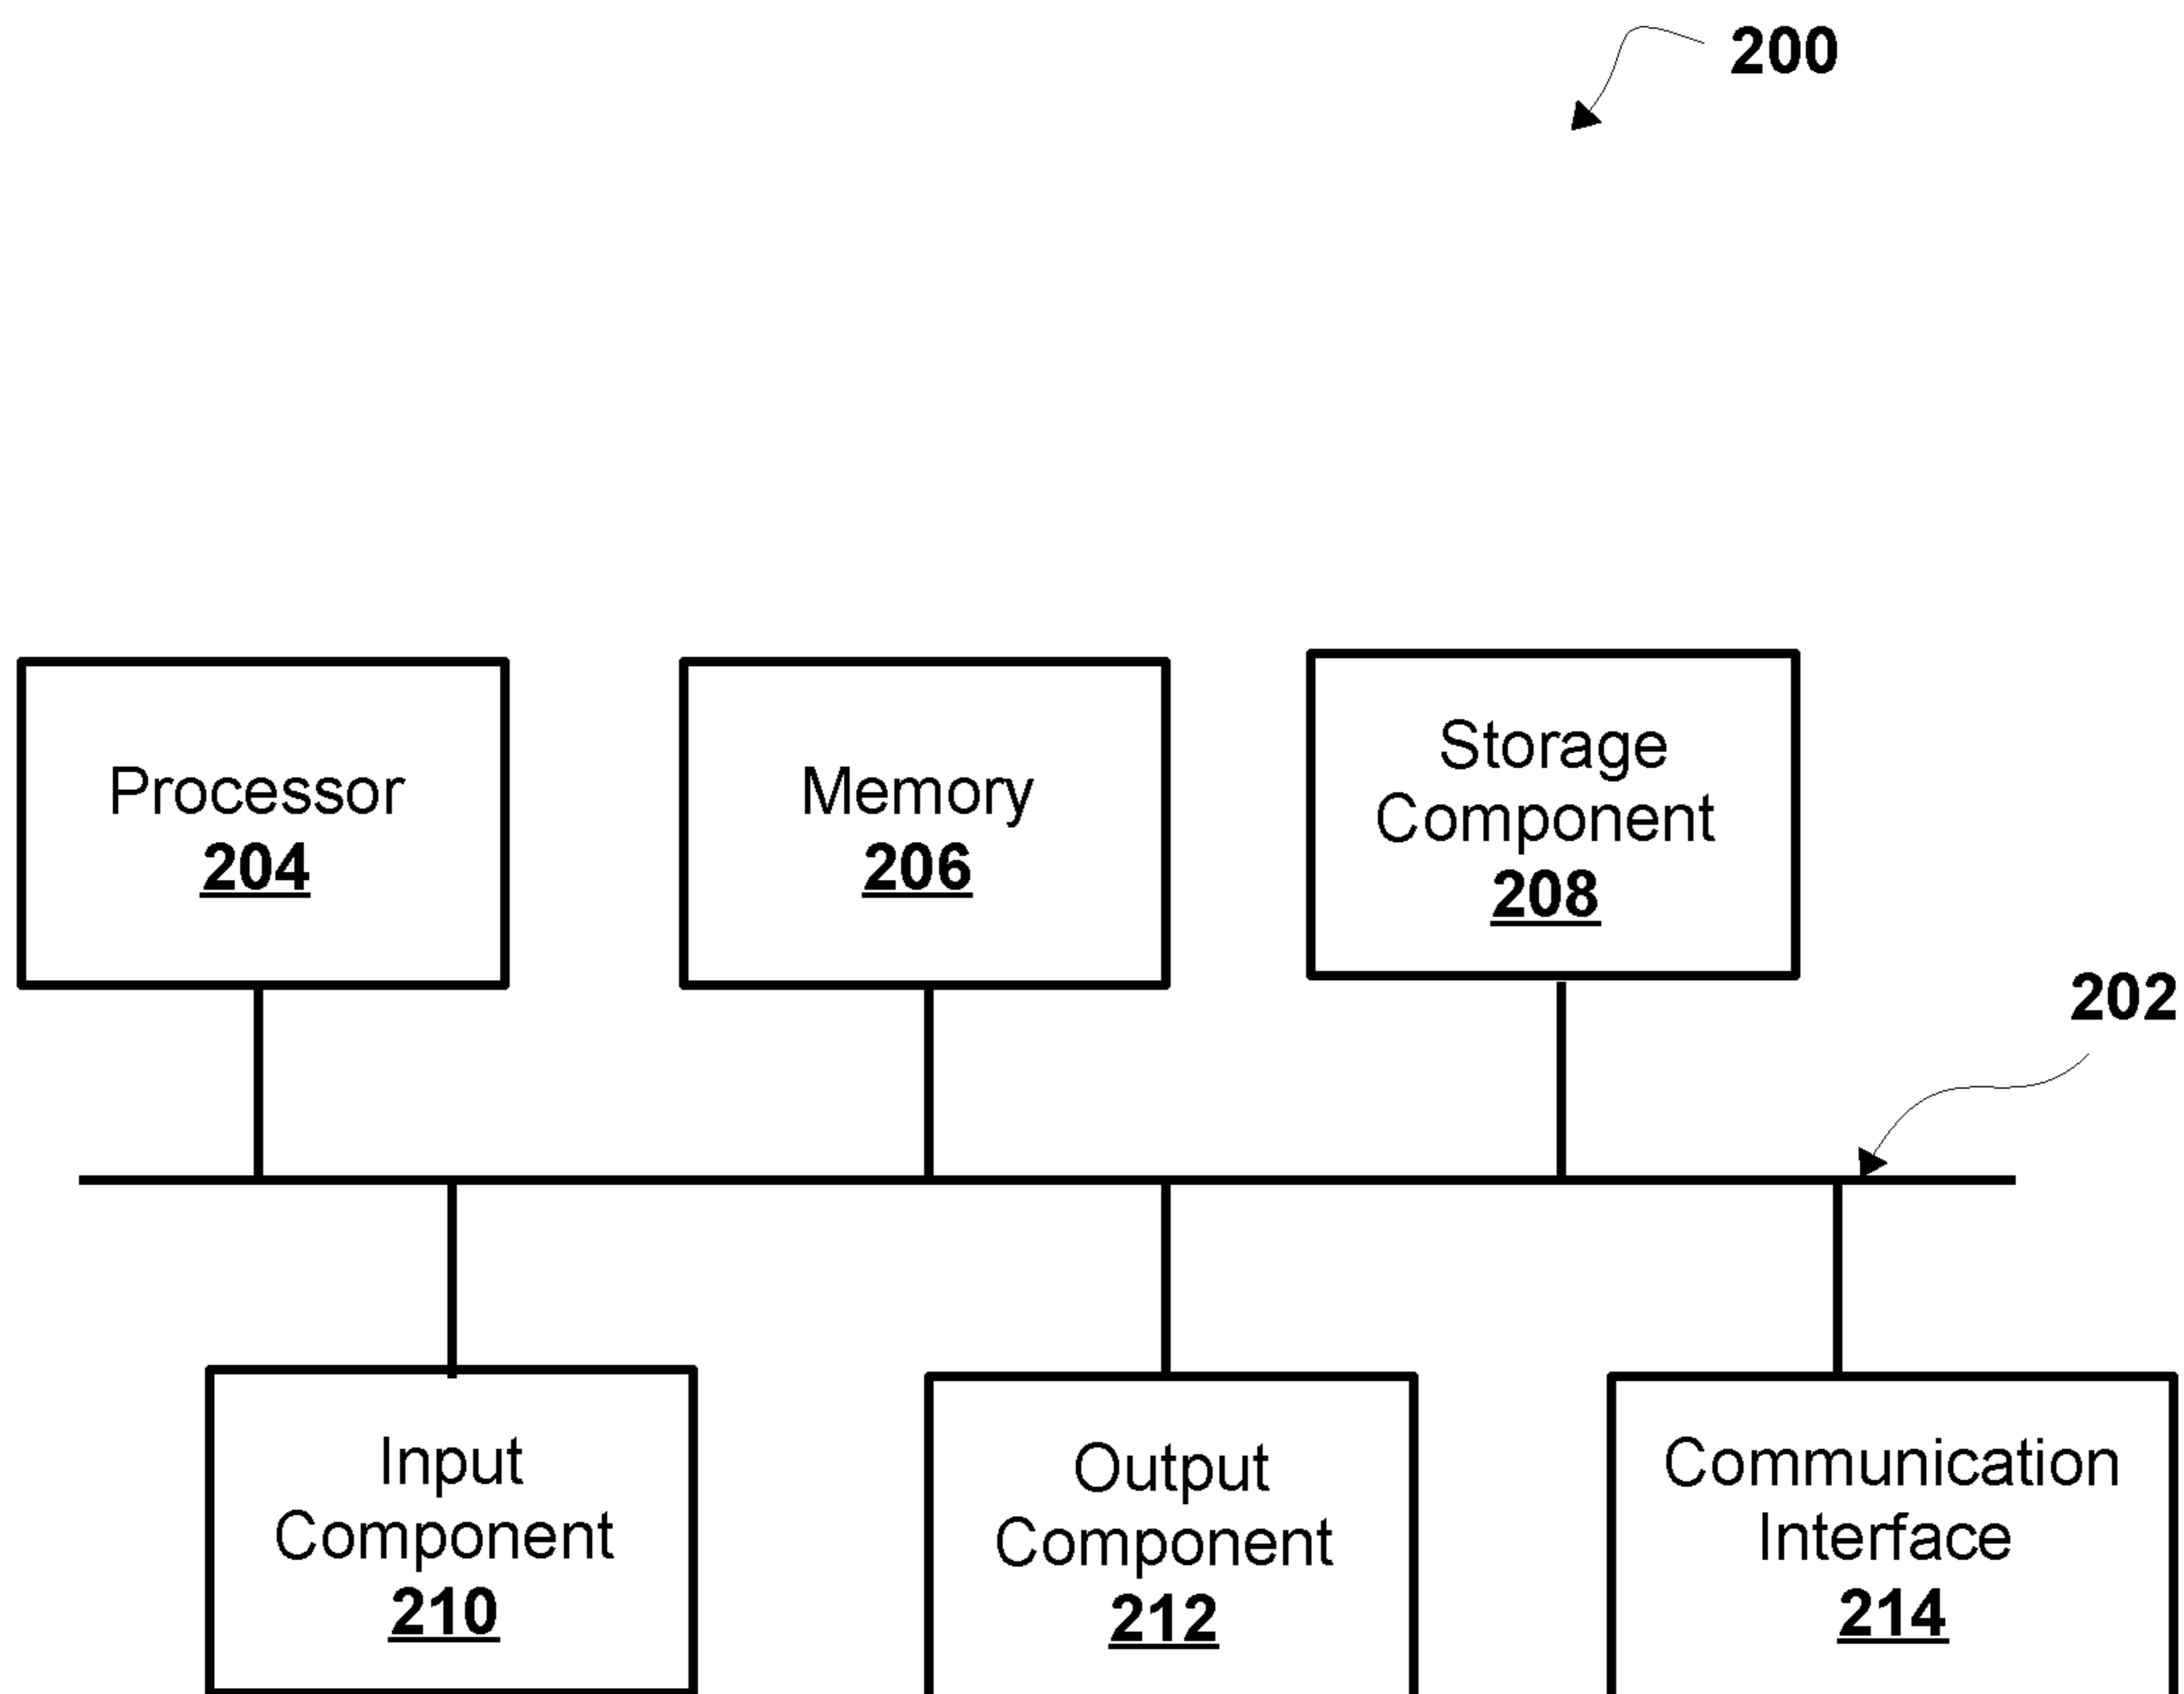 200
Processor
204
Memory
206
Storage
Component
208
202
Input
Component
210
Output
Component
212
Communication
Interface
214